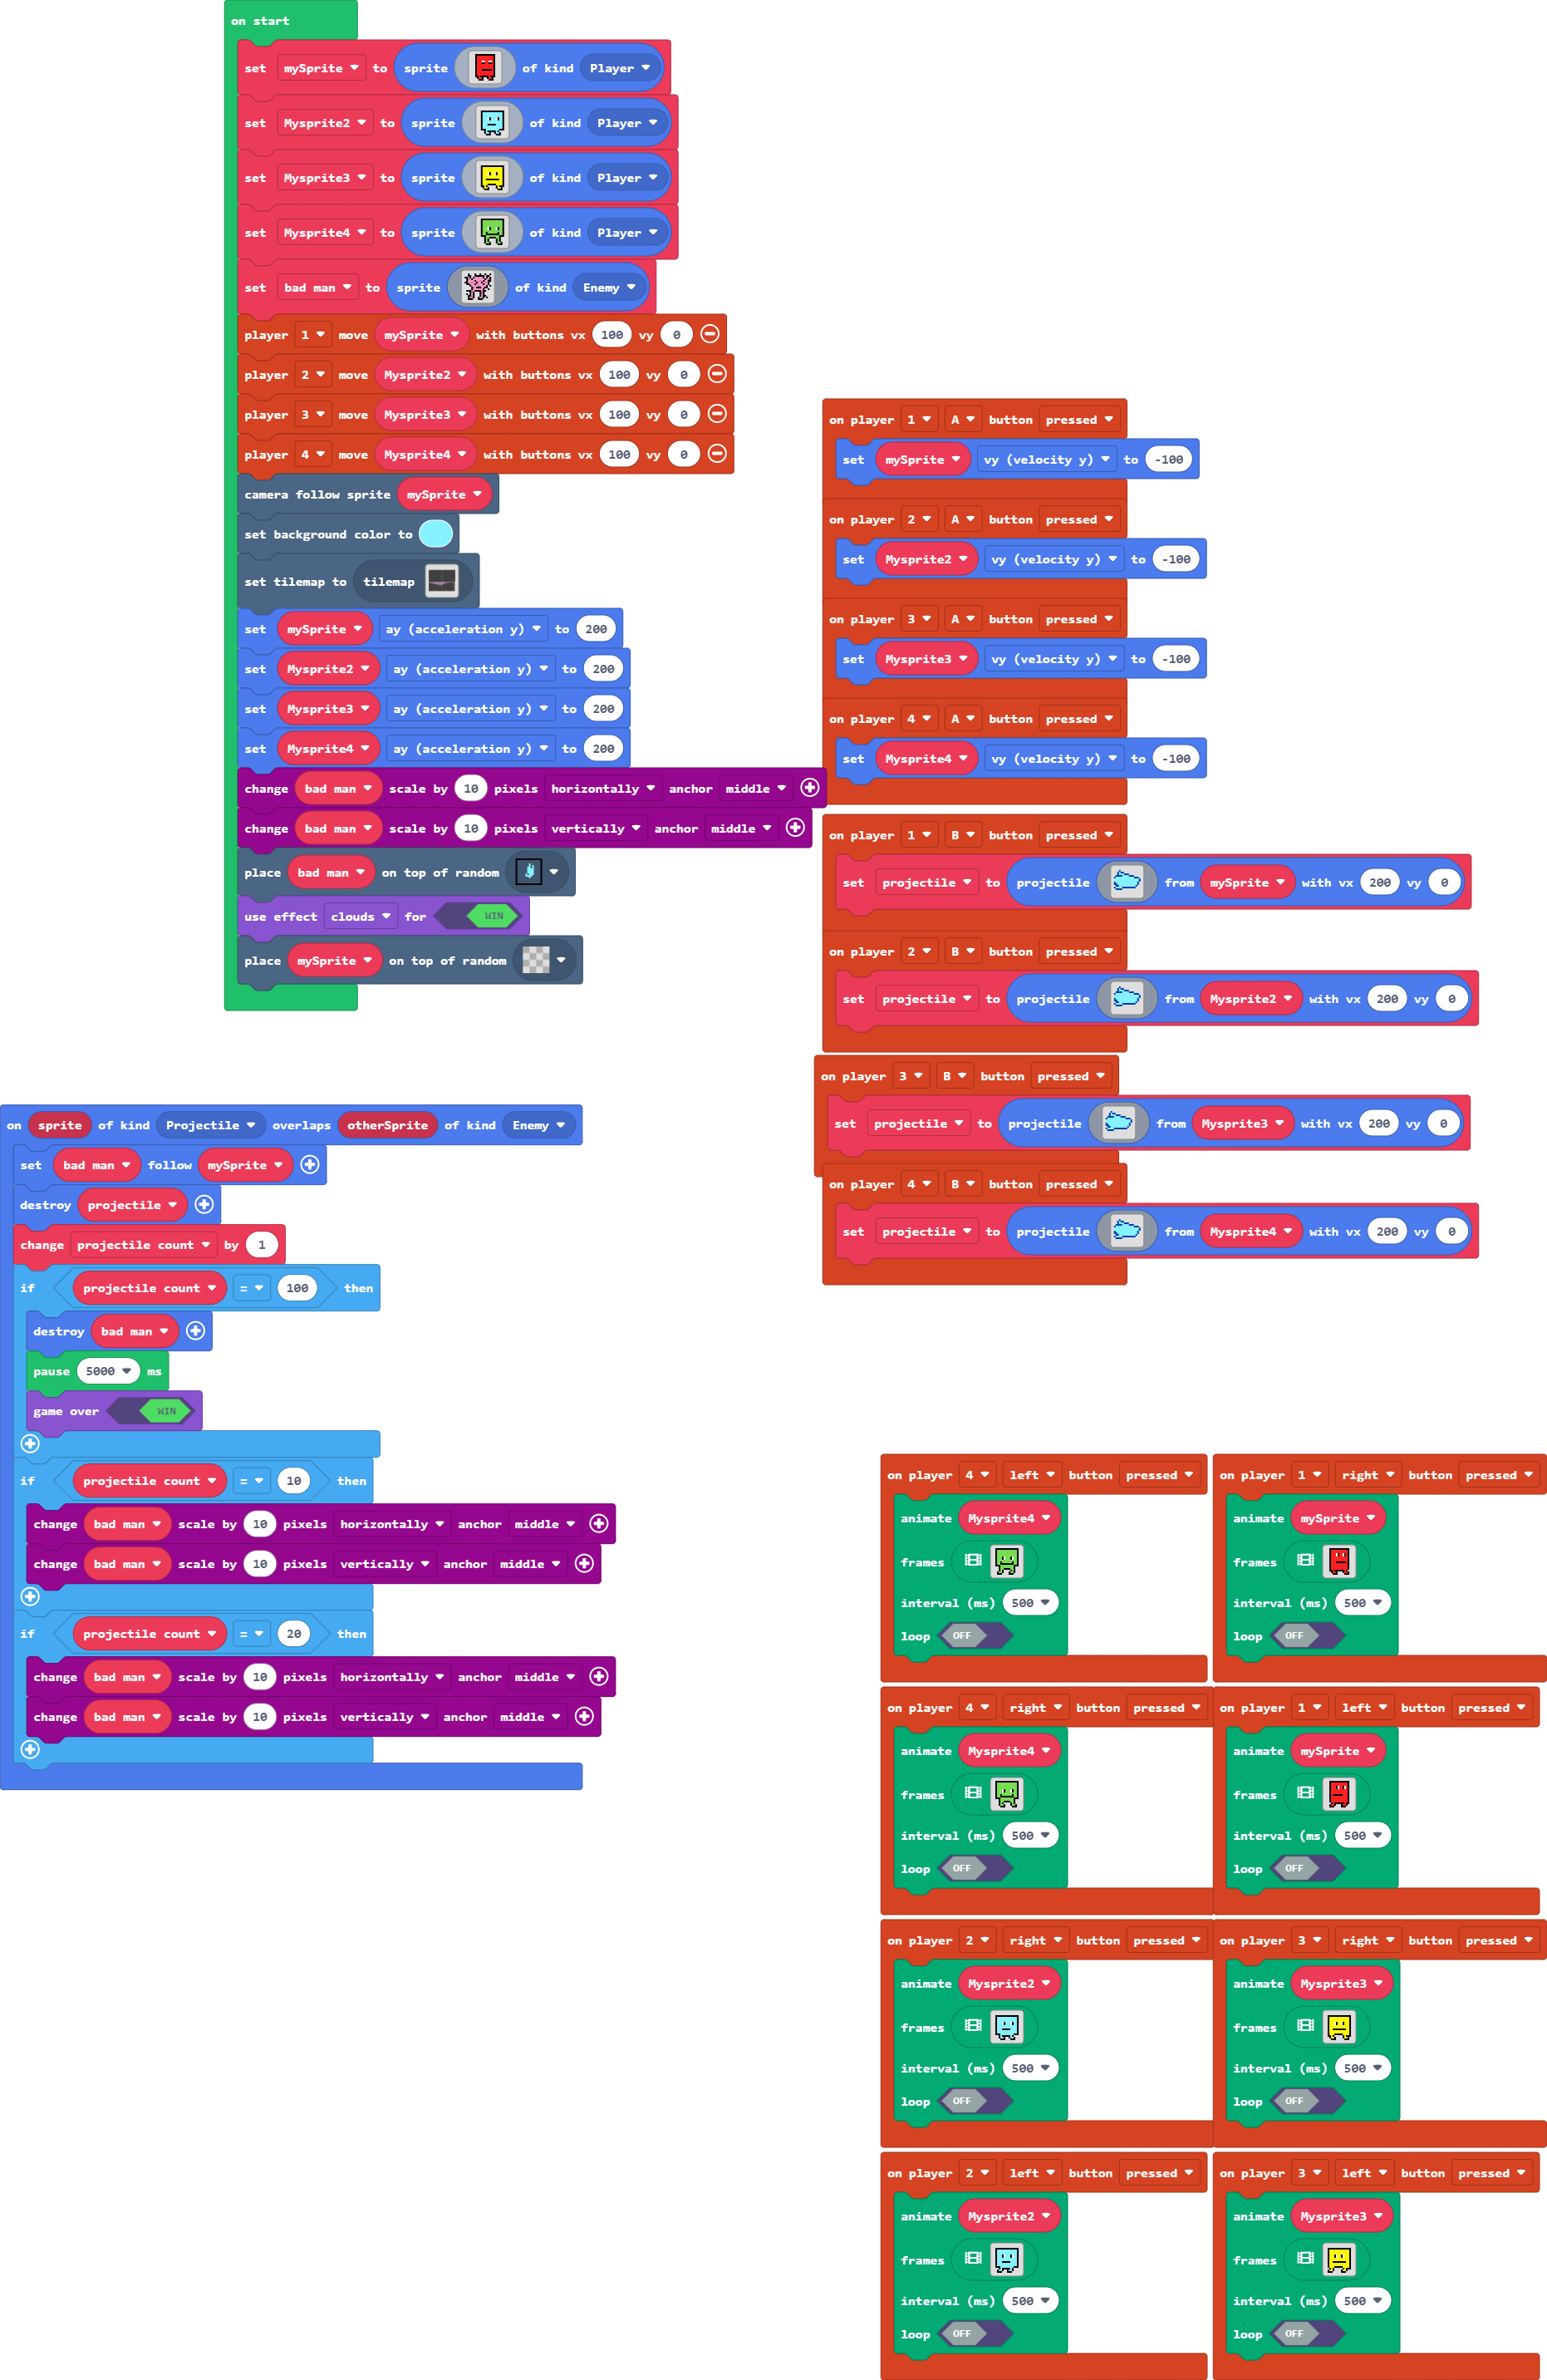 on start
set mySprite to sprite of kind Player
set Mysprite2 to sprite of kind Player
set Mysprite3 to sprite of kind Player
set Mysprite4 to sprite of kind Player
set bad man to sprite of kind Enemy
player 1 move mySprite with buttons vx 100 vy 0
player 2 move Mysprite2 with buttons vx 100 vy 0
player 3 move Mysprite3 with buttons vx 100 vy 0
player 4 move Mysprite4 with buttons vx 100 vy 0
camera follow sprite mySprite
set background color to
set tilemap to tilemap
set mySprite ay (acceleration y) to 200
set Mysprite2 ay (acceleration y) to 200
set Mysprite3 ay (acceleration y) to 200
set Mysprite4 ay (acceleration y) to 200
change bad man scale by 10 pixels horizontally anchor middle
change bad man scale by 10 pixels vertically anchor middle
place bad man on top of random
use effect clouds for WIN
place mySprite on top of random
on player 1 A button pressed
set mySprite vy (velocity y) to -100
on player 2 A button pressed
set Mysprite2 vy (velocity y) to -100
on player 3 A button pressed
set Mysprite3 vy (velocity y) to -100
on player 4 A button pressed
set Mysprite4 vy (velocity y) to -100
on player 1 B button pressed
set projectile to projectile from mySprite with vx 200 vy 0
on player 2 B button pressed
set projectile to projectile from Mysprite2 with vx 200 vy 0
on player 3 B button pressed
set projectile to projectile from Mysprite3 with vx 200 vy 0
on player 4 B button pressed
set projectile to projectile from Mysprite4 with vx 200 vy 0
on sprite of kind Projectile overlaps otherSprite of kind Enemy
set bad man follow mySprite
destroy projectile
change projectile count by 1
if projectile count = 100 then
destroy bad man
pause 5000 ms
game over WIN
if projectile count = 10 then
change bad man scale by 10 pixels horizontally anchor middle
change bad man scale by 10 pixels vertically anchor middle
if projectile count = 20 then
change bad man scale by 10 pixels horizontally anchor middle
change bad man scale by 10 pixels vertically anchor middle
on player 4 left button pressed
animate Mysprite4
frames
interval (ms) 500
loop OFF
on player 1 right button pressed
animate mySprite
frames
interval (ms) 500
loop OFF
on player 4 right button pressed
animate Mysprite4
frames
interval (ms) 500
loop OFF
on player 1 left button pressed
animate mySprite
frames
interval (ms) 500
loop OFF
on player 2 right button pressed
animate Mysprite2
frames
interval (ms) 500
loop OFF
on player 3 right button pressed
animate Mysprite3
frames
interval (ms) 500
loop OFF
on player 2 left button pressed
animate Mysprite2
frames
interval (ms) 500
loop OFF
on player 3 left button pressed
animate Mysprite3
frames
interval (ms) 500
loop OFF